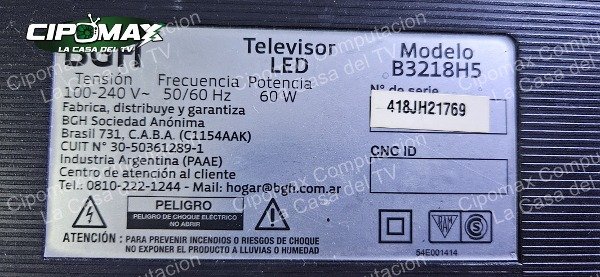 CIPOMAX
LA CASA DEL TV
BGH
Televisor
LED
Modelo
B3218H5
Tensión Frecuencia Potencia
100-240 V~ 50/60 Hz 60 W
N° de serie
418JH21769
Fabrica, distribuye y garantiza
BGH Sociedad Anónima
Brasil 731, C.A.B.A. (C1154AAK)
CUIT N° 30-50361289-1
Industria Argentina (PAAE)
Centro de atención al cliente
Tel.: 0810-222-1244 - Mail: hogar@bgh.com.ar
CNC ID
PELIGRO
PELIGRO DE CHOQUE ELÉCTRICO
NO ABRIR
ATENCIÓN : PARA PREVENIR INCENDIOS O RIESGOS DE CHOQUE
NO EXPONER EL PRODUCTO A LLUVIAS O HUMEDAD
S
54E001414
Cipomax Computacion
La Casa del TV